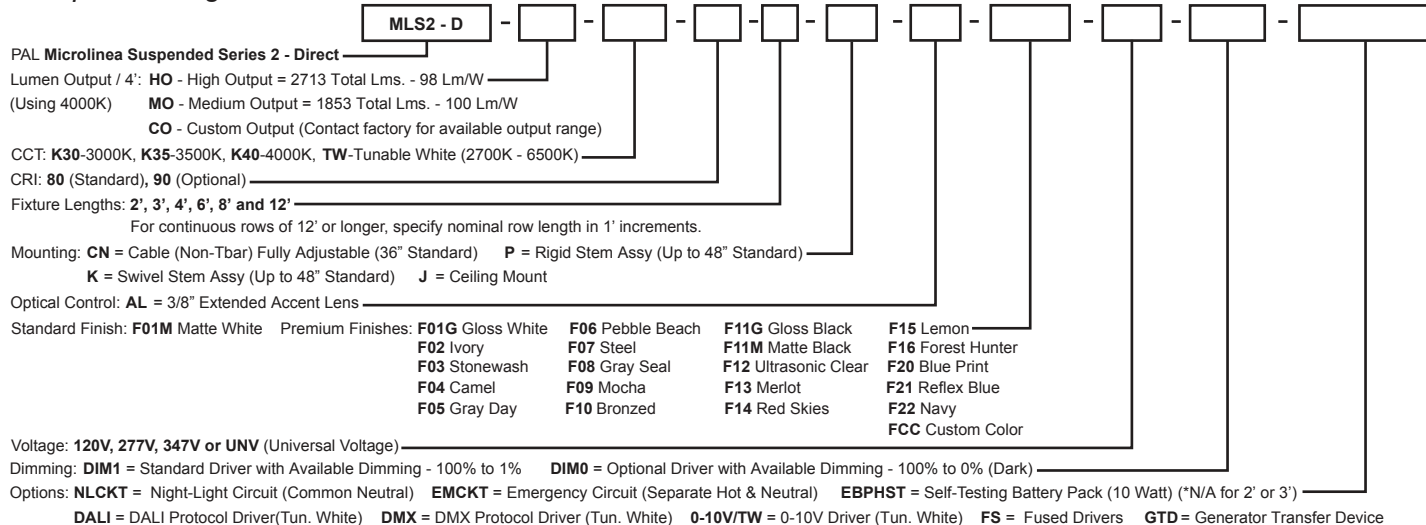 MLS2 - D - - - - - - - - - -
PAL Microlinea Suspended Series 2 - Direct
Lumen Output / 4': HO - High Output = 2713 Total Lms. - 98 Lm/W
(Using 4000K) MO - Medium Output = 1853 Total Lms. - 100 Lm/W
CO - Custom Output (Contact factory for available output range)
CCT: K30-3000K, K35-3500K, K40-4000K, TW-Tunable White (2700K - 6500K)
CRI: 80 (Standard), 90 (Optional)
Fixture Lengths: 2’, 3’, 4’, 6’, 8’ and 12’
For continuous rows of 12’ or longer, specify nominal row length in 1’ increments.
Mounting: CN = Cable (Non-Tbar) Fully Adjustable (36” Standard) P = Rigid Stem Assy (Up to 48” Standard)
K = Swivel Stem Assy (Up to 48” Standard) J = Ceiling Mount
Optical Control: AL = 3/8” Extended Accent Lens
Standard Finish: F01M Matte White Premium Finishes: F01G Gloss White F06 Pebble Beach F11G Gloss Black F15 Lemon
F02 Ivory F07 Steel F11M Matte Black F16 Forest Hunter
F03 Stonewash F08 Gray Seal F12 Ultrasonic Clear F20 Blue Print
F04 Camel F09 Mocha F13 Merlot F21 Reflex Blue
F05 Gray Day F10 Bronzed F14 Red Skies F22 Navy
FCC Custom Color
Voltage: 120V, 277V, 347V or UNV (Universal Voltage)
Dimming: DIM1 = Standard Driver with Available Dimming - 100% to 1% DIM0 = Optional Driver with Available Dimming - 100% to 0% (Dark)
Options: NLCKT = Night-Light Circuit (Common Neutral) EMCKT = Emergency Circuit (Separate Hot & Neutral) EBPHST = Self-Testing Battery Pack (10 Watt) (*N/A for 2' or 3')
DALI = DALI Protocol Driver(Tun. White) DMX = DMX Protocol Driver (Tun. White) 0-10V/TW = 0-10V Driver (Tun. White) FS = Fused Drivers GTD = Generator Transfer Device